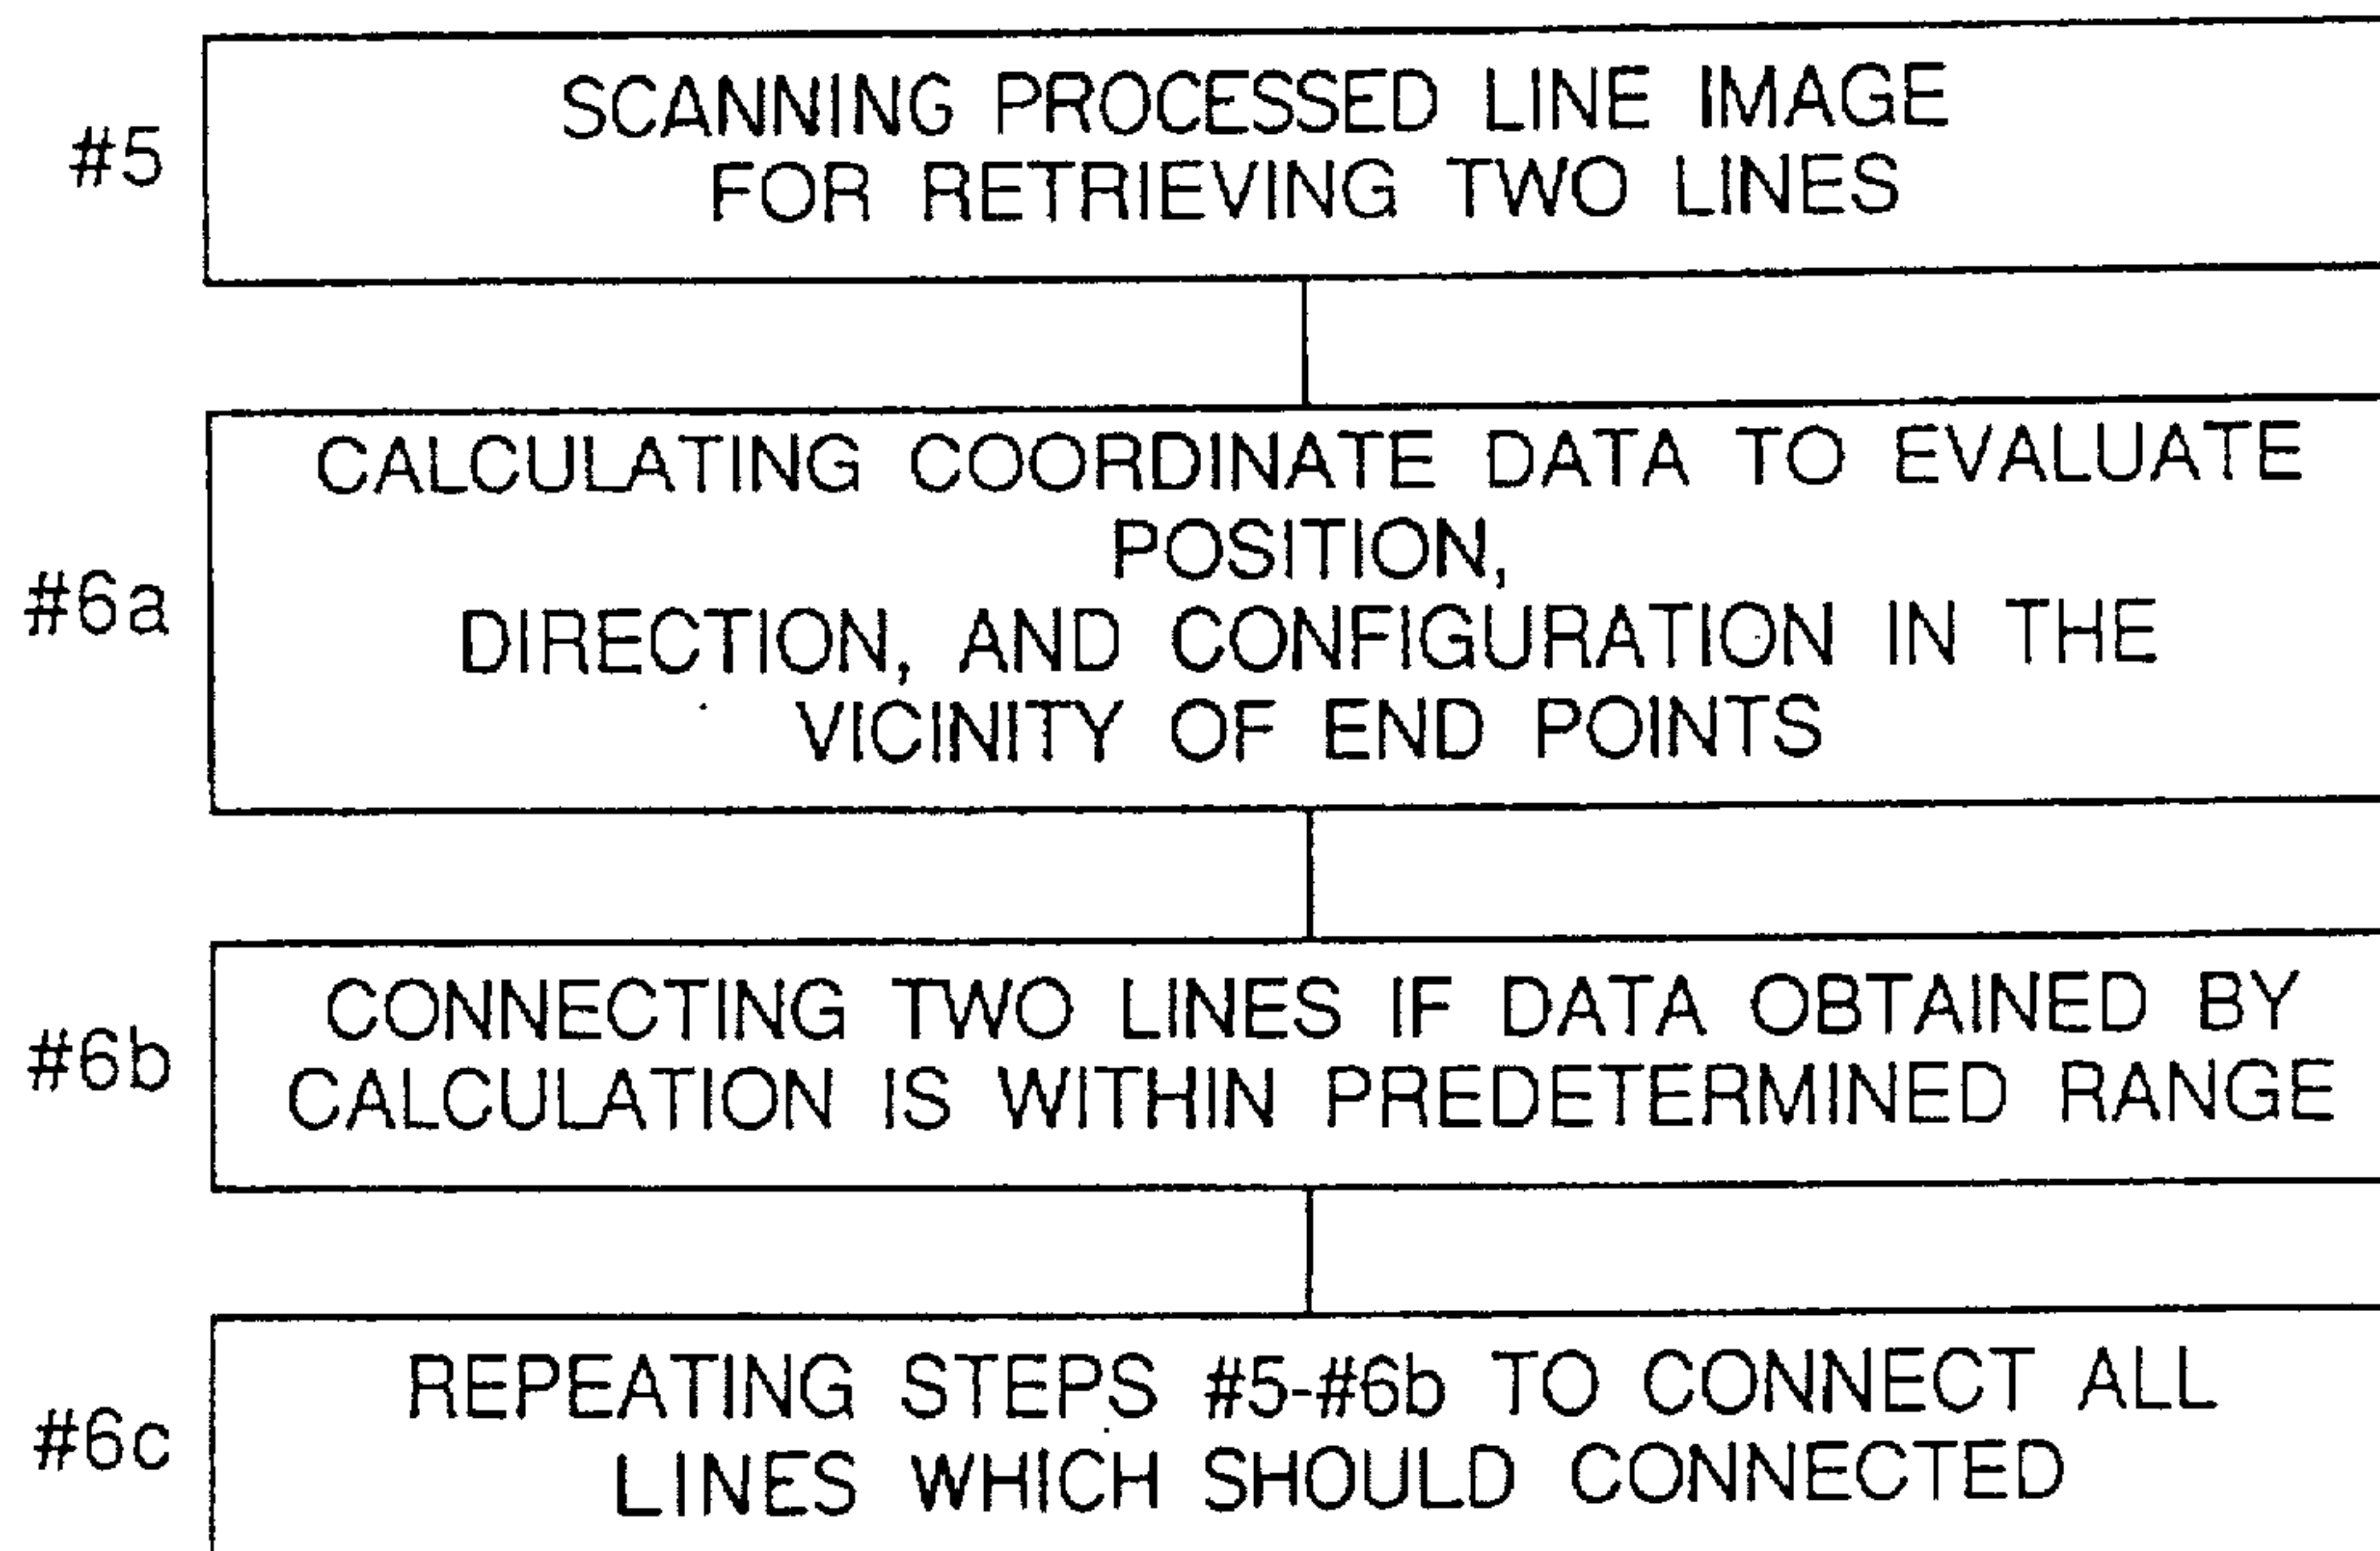 SCANNING PROCESSED LINE IMAGE
#5
FOR RETRIEVING TWO LINES
CALCULATING COORDINATE DATA TO EVALUATE
POSITION,
#6a
DIRECTION, AND CONFIGURATION IN THE
VICINITY OF END POINTS
CONNECTING TWO LINES IF DATA OBTAINED BY
#6b
CALCULATION IS WITHIN PREDETERMINED RANGE
REPEATING STEPS #5-#6b TO CONNECT ALL
#6c
LINES WHICH SHOULD CONNECTED